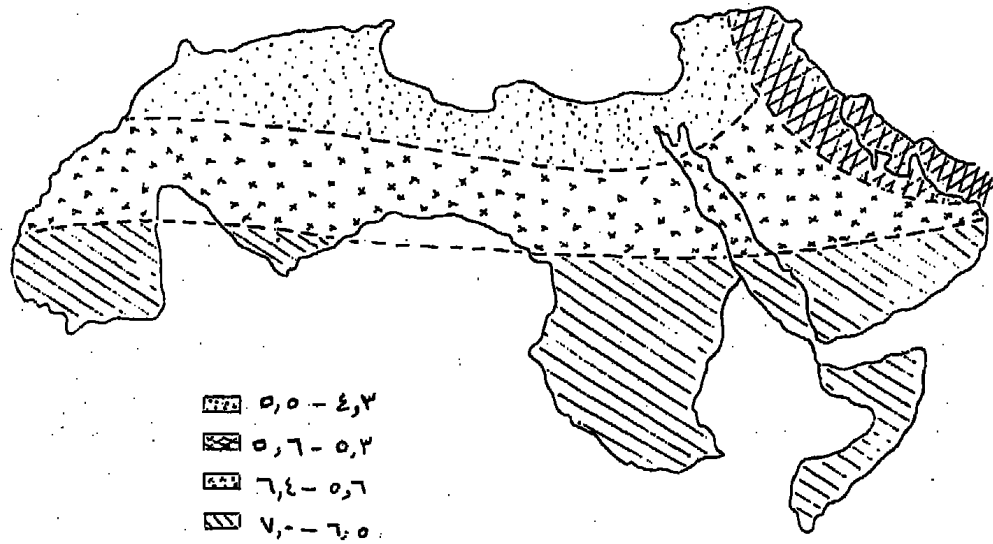 ٤,٣ – ٥,٥
٥,٣ – ٥,٦
٥,٦ – ٦,٤
٦,٥ – ٧,٠